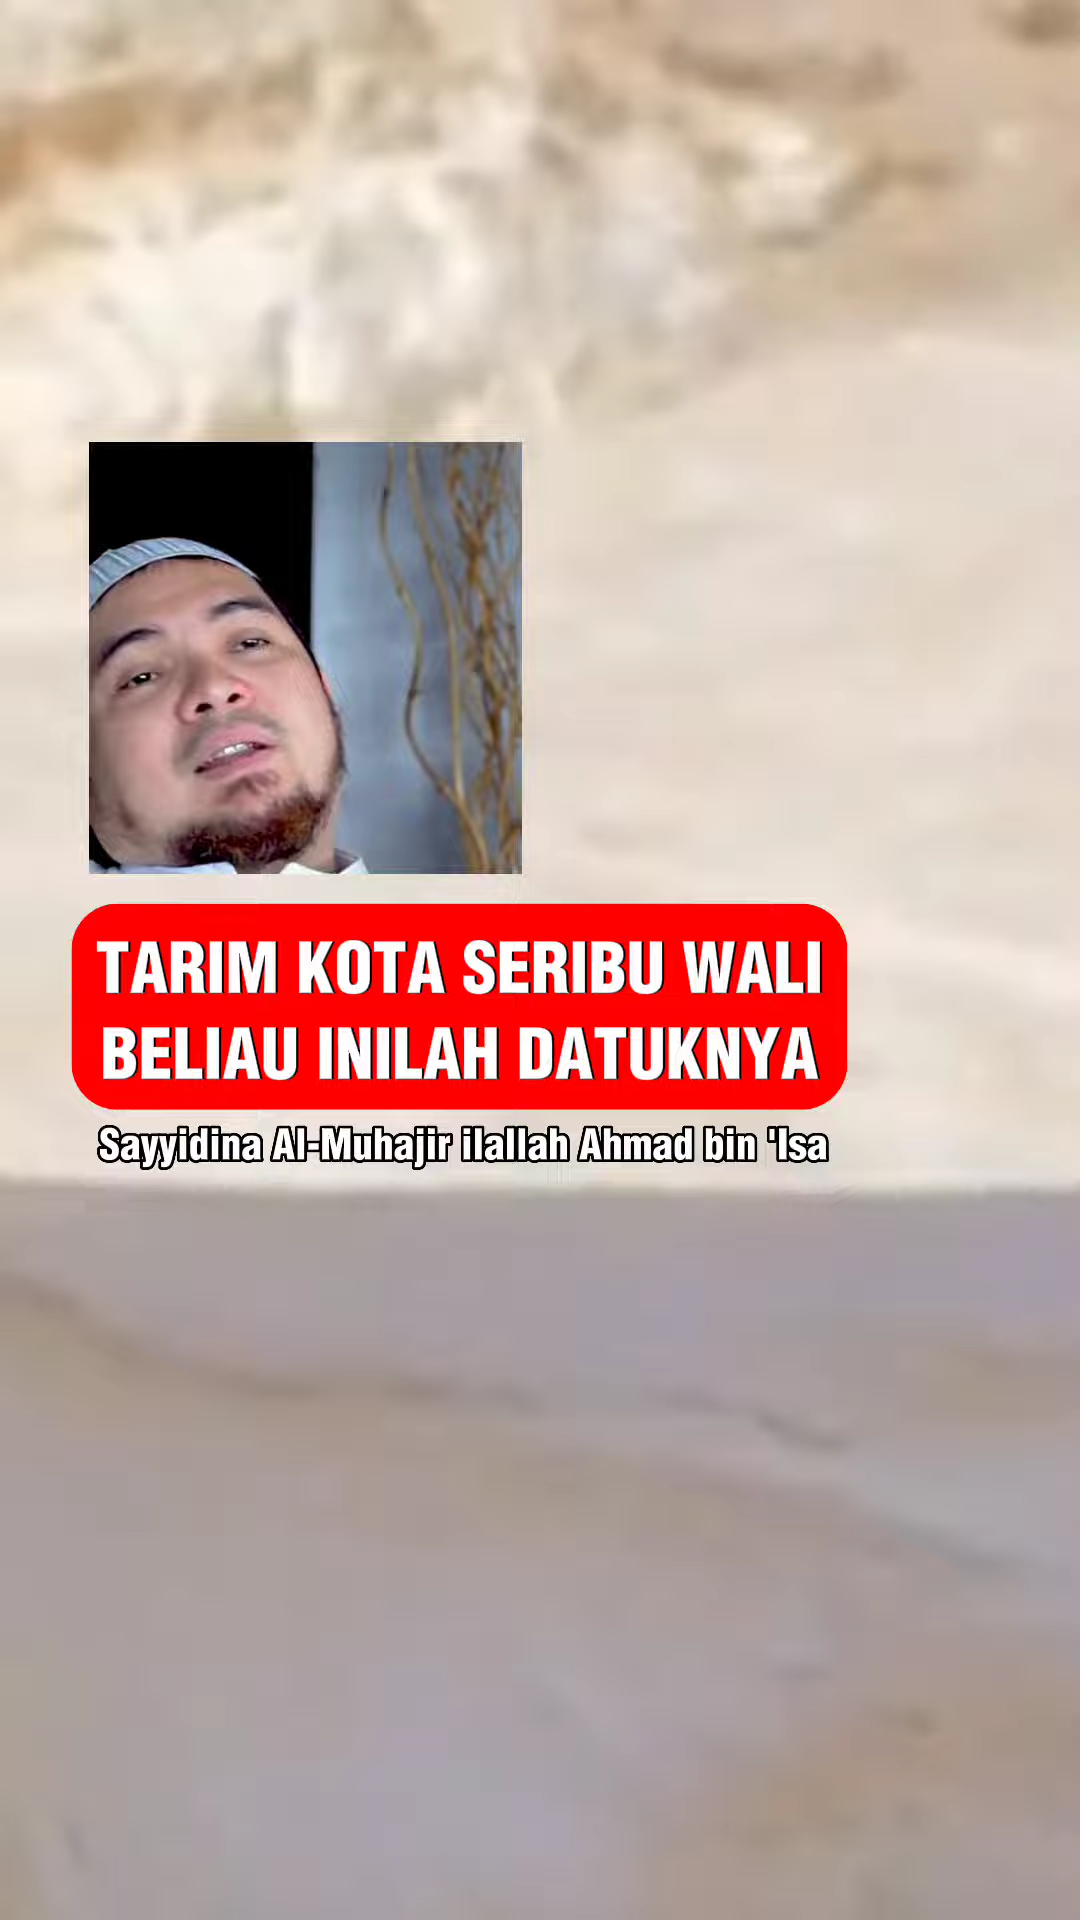 TARIM KOTA SERIBU WALI
BELIAU INILAH DATUKNYA
Sayyidina Al-Muhajir ilallah Ahmad bin 'Isa